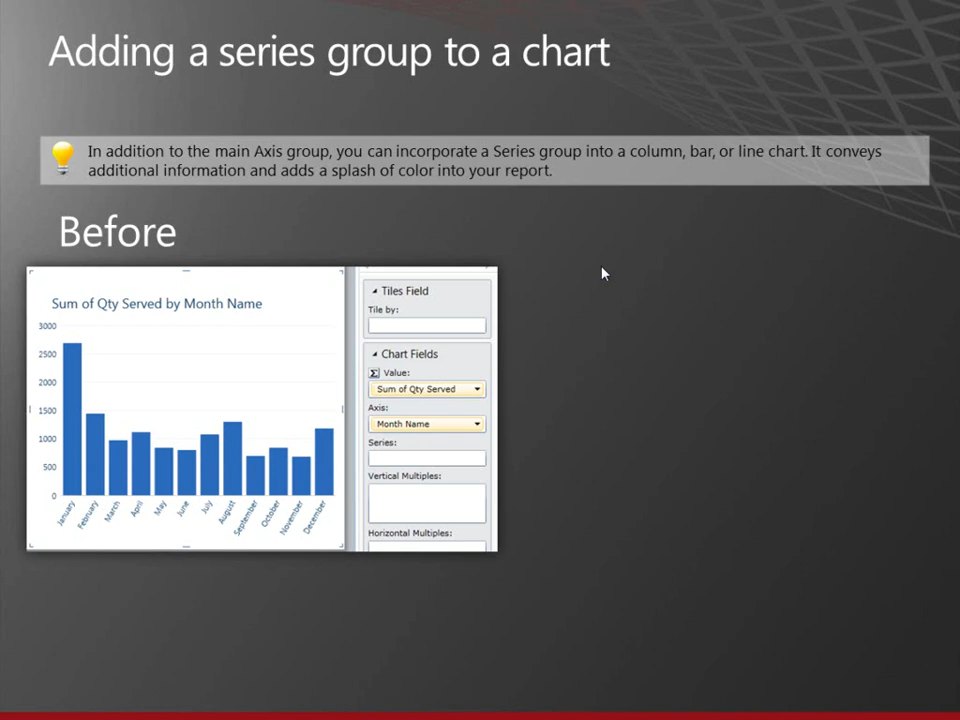 Adding a series group to a chart
In addition to the main Axis group, you can incorporate a Series group into a column, bar, or line chart. It conveys
additional information and adds a splash of color into your report.
Before
Sum of Qty Served by Month Name
3000
2500
2000
1500
1000
500
0
January
February
March
April
May
June
July
August
September
October
November
December
Tiles Field
Tile by:
Chart Fields
Σ Value:
Sum of Qty Served
Axis:
Month Name
Series:
Vertical Multiples:
Horizontal Multiples: